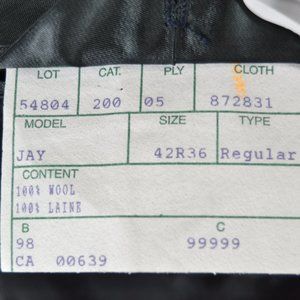 LOT CAT. PLY CLOTH
54804 200 05 872831
MODEL SIZE TYPE
JAY 42R36 Regular
CONTENT
100% WOOL
100% LAINE
B C
98 99999
CA 00639